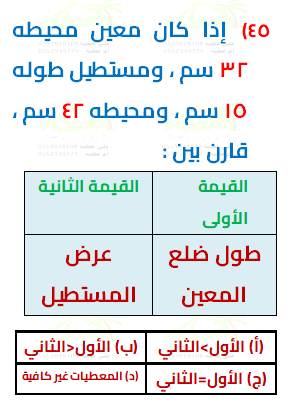 ٤٥) إذا كان معين محيطه
٣٢ سم ، ومستطيل طوله
١٥ سم ، ومحيطه ٤٢ سم ،
قارن بين :
القيمة الأولى
القيمة الثانية
طول ضلع المعين
عرض المستطيل
(أ) الأول>الثاني
(ب) الأول<الثاني
(ج) الأول=الثاني
(د) المعطيات غير كافية